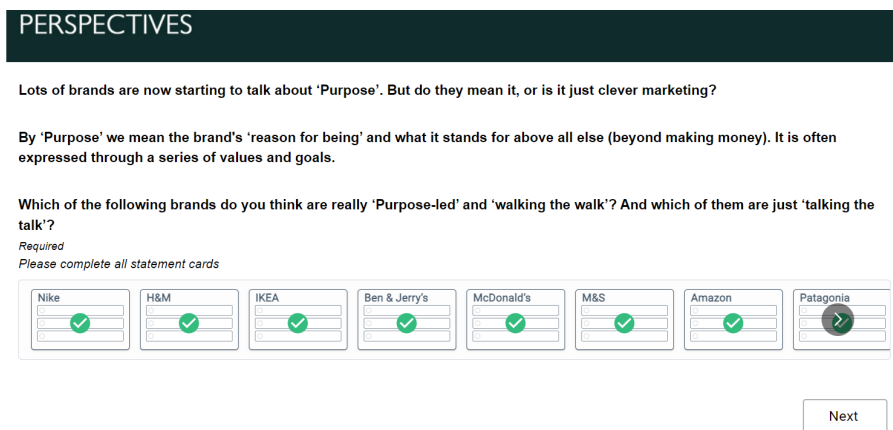 PERSPECTIVES
Lots of brands are now starting to talk about ‘Purpose’. But do they mean it, or is it just clever marketing?
By ‘Purpose’ we mean the brand's ‘reason for being’ and what it stands for above all else (beyond making money). It is often
expressed through a series of values and goals.
Which of the following brands do you think are really ‘Purpose-led’ and ‘walking the walk’? And which of them are just ‘talking the
talk’?
Required
Please complete all statement cards
Nike
H&M
IKEA
Ben & Jerry's
McDonald's
M&S
Amazon
Patagonia
Next